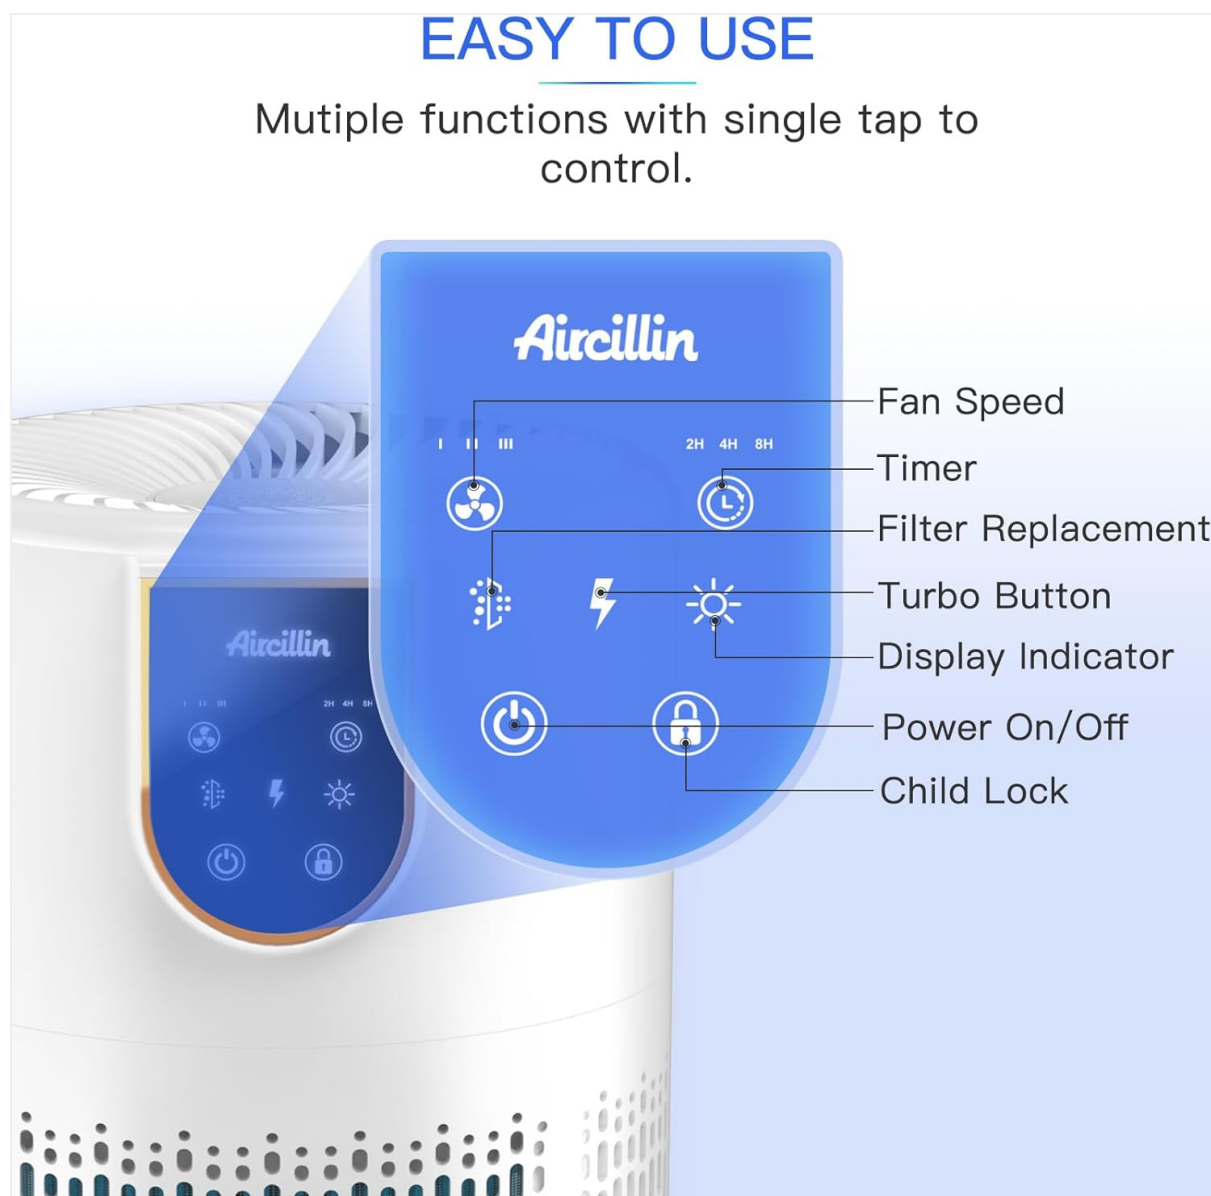 EASY TO USE
Mutiple functions with single tap to
control.
Aircillin
Fan Speed
I II III
2H 4H 8H
Timer
Filter Replacement
Turbo Button
Display Indicator
Power On/Off
Child Lock
Aircillin
I II III
2H 4H 8H